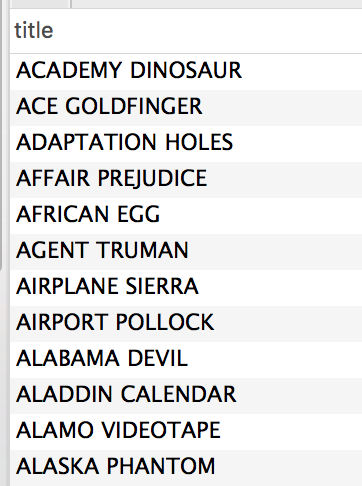 title
ACADEMY DINOSAUR
ACE GOLDFINGER
ADAPTATION HOLES
AFFAIR PREJUDICE
AFRICAN EGG
AGENT TRUMAN
AIRPLANE SIERRA
AIRPORT POLLOCK
ALABAMA DEVIL
ALADDIN CALENDAR
ALAMO VIDEOTAPE
ALASKA PHANTOM